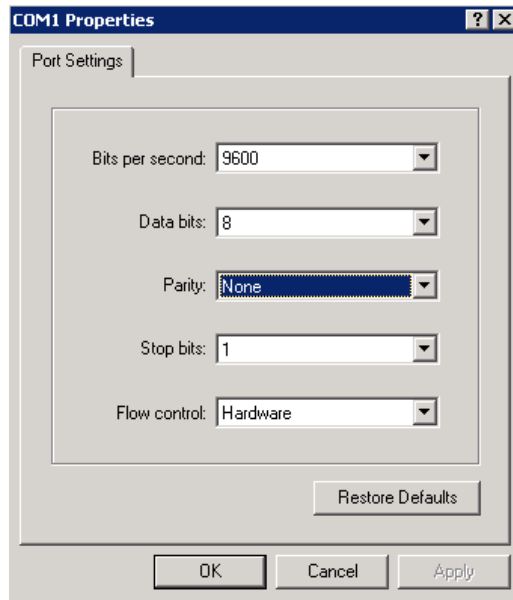 COM1 Properties
Port Settings
Bits per second: 9600
Data bits: 8
Parity: None
Stop bits: 1
Flow control: Hardware
Restore Defaults
OK Cancel Apply